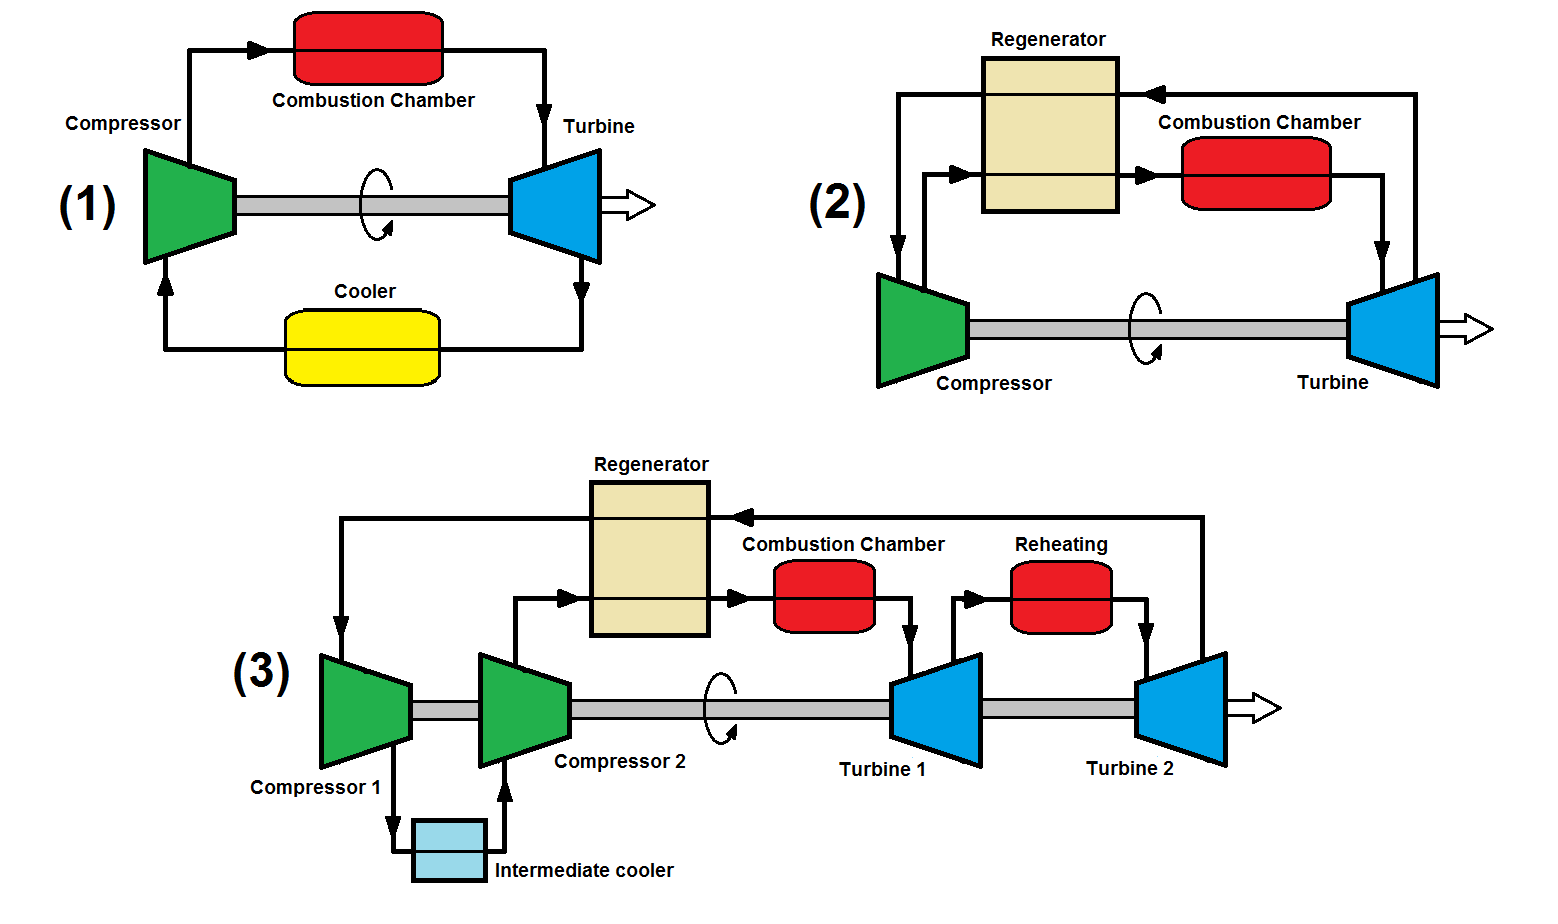 Combustion Chamber
Compressor
Turbine
(1)
Cooler
Regenerator
Combustion Chamber
(2)
Compressor
Turbine
Regenerator
Combustion Chamber
Reheating
(3)
Compressor 1
Compressor 2
Turbine 1
Turbine 2
Intermediate cooler